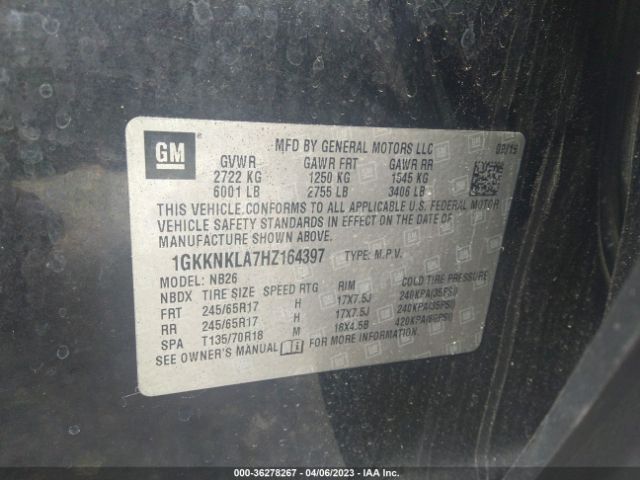 GM
MFD BY GENERAL MOTORS LLC
GVWR GAWR FRT GAWR RR
2722 KG 1250 KG 1545 KG
6001 LB 2755 LB 3406 LB
THIS VEHICLE CONFORMS TO ALL APPLICABLE U.S. FEDERAL MOTOR
VEHICLE SAFETY STANDARDS IN EFFECT ON THE DATE OF
MANUFACTURE SHOWN ABOVE.
1GKKNKLA7HZ164397 TYPE: M.P.V.
MODEL: NB26
NBDX TIRE SIZE SPEED RTG RIM COLD TIRE PRESSURE
FRT 245/65R17 H 17X7.5J 240KPA(35PSI)
RR 245/65R17 H 17X7.5J 240KPA(35PSI)
SPA T135/70R18 M 18X4.5B 420KPA(60PSI)
SEE OWNER'S MANUAL
000-36278267 - 04/06/2023 - IAA Inc.